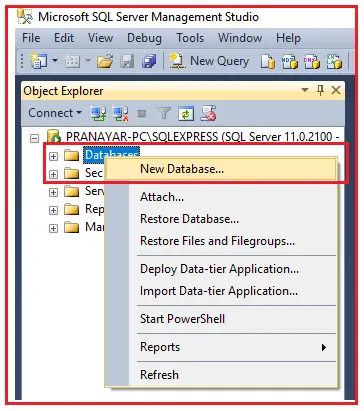 Microsoft SQL Server Management Studio
File Edit View Debug Tools Window Help
New Query
Object Explorer
Connect
PRANAYAR-PC\SQLEXPRESS (SQL Server 11.0.2100 -
Databases
New Database...
Sec
Attach...
Serv
Restore Database...
Rep
Restore Files and Filegroups...
Man
Deploy Data-tier Application...
Import Data-tier Application...
Start PowerShell
Reports
Refresh